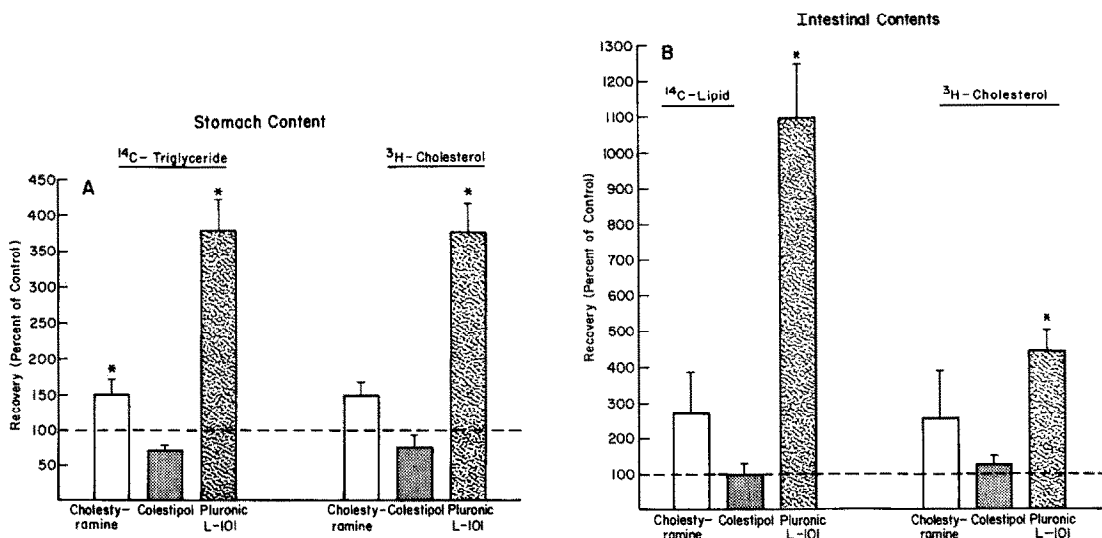 Stomach Content
A
¹⁴C- Triglyceride
³H-Cholesterol
*
*
*
Recovery (Percent of Control)
450
400
350
300
250
200
150
100
50
Cholesty-
ramine
Colestipol
Pluronic
L-101
Cholesty-
ramine
Colestipol
Pluronic
L-101
Intestinal Contents
B
¹⁴C-Lipid
³H-Cholesterol
*
*
Recovery (Percent of Control)
1300
1200
1100
1000
900
800
700
600
500
400
300
200
100
Cholesty-
ramine
Colestipol
Pluronic
L-101
Cholesty-
ramine
Colestipol
Pluronic
L-101